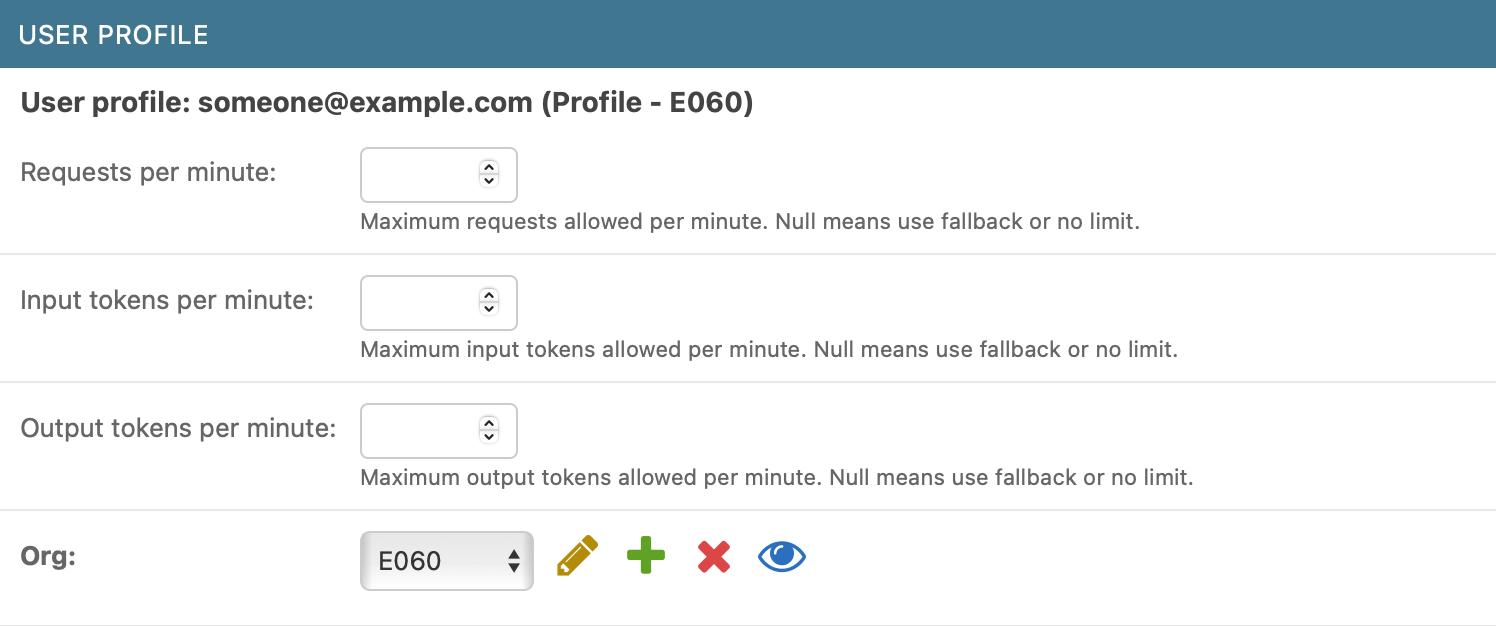 USER PROFILE
User profile: someone@example.com (Profile - E060)
Requests per minute:
Maximum requests allowed per minute. Null means use fallback or no limit.
Input tokens per minute:
Maximum input tokens allowed per minute. Null means use fallback or no limit.
Output tokens per minute:
Maximum output tokens allowed per minute. Null means use fallback or no limit.
Org: E060